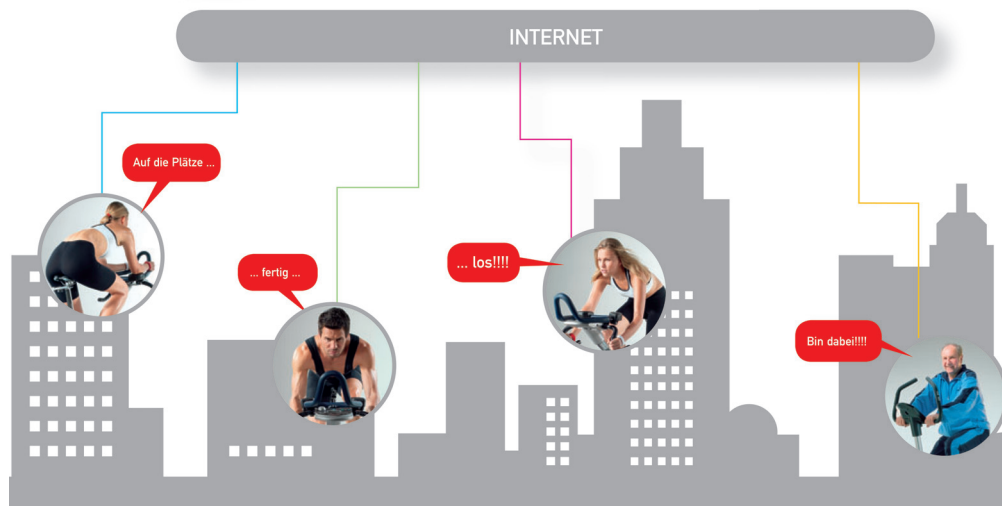 INTERNET
Auf die Plätze ...
... fertig ...
... los!!!!
Bin dabei!!!!